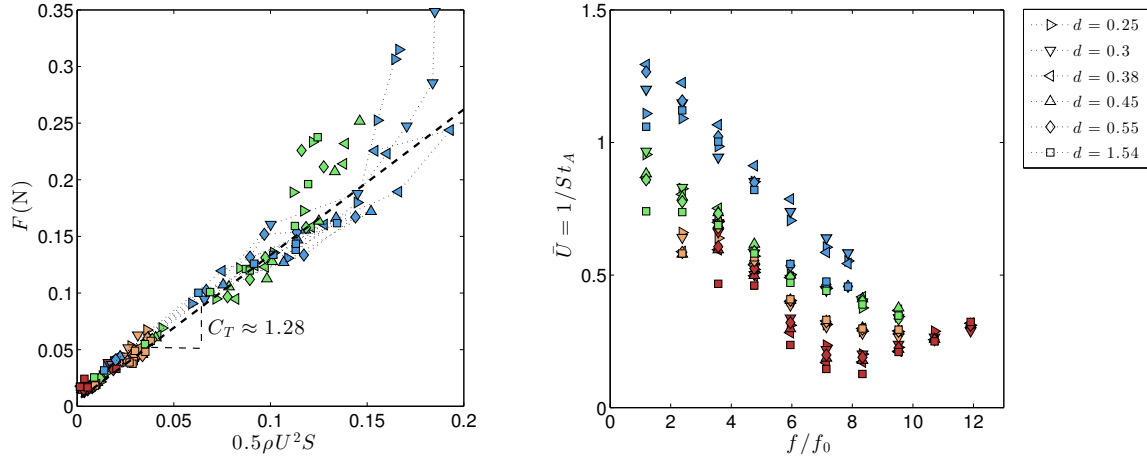 0.35
0.3
0.25
0.2
0.15
0.1
0.05
0
F(N)
C_T ≈ 1.28
0 0.05 0.1 0.15 0.2
0.5ρU²S
1.5
1
0.5
0
Ū = 1/St_A
0 2 4 6 8 10 12
f/f₀
d = 0.25
d = 0.3
d = 0.38
d = 0.45
d = 0.55
d = 1.54